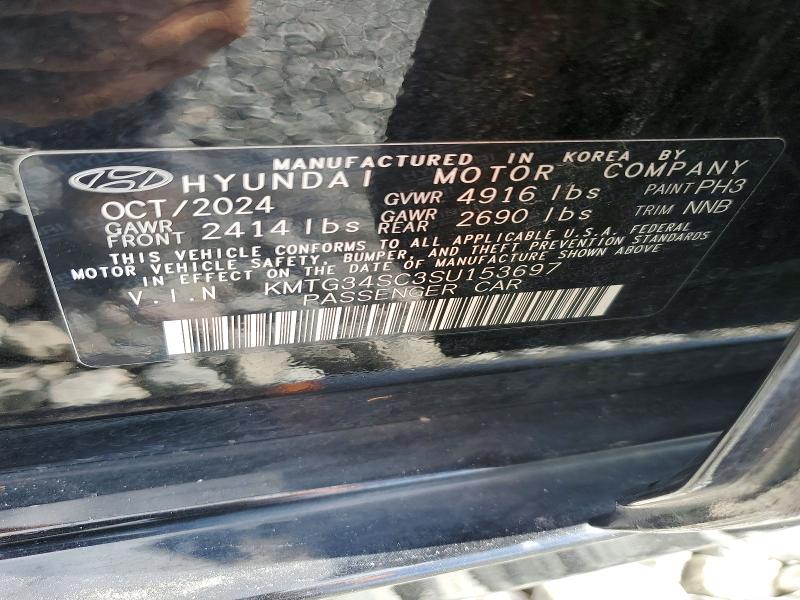 MANUFACTURED IN KOREA BY
HYUNDAI MOTOR COMPANY
OCT/2024 GVWR 4916 lbs PAINT PH3
GAWR FRONT 2414 lbs GAWR REAR 2690 lbs TRIM NNB
THIS VEHICLE CONFORMS TO ALL APPLICABLE U.S.A. FEDERAL
MOTOR VEHICLE SAFETY, BUMPER, AND THEFT PREVENTION STANDARDS
IN EFFECT ON THE DATE OF MANUFACTURE SHOWN ABOVE
V.I.N KMTG34SC3SU153697
PASSENGER CAR